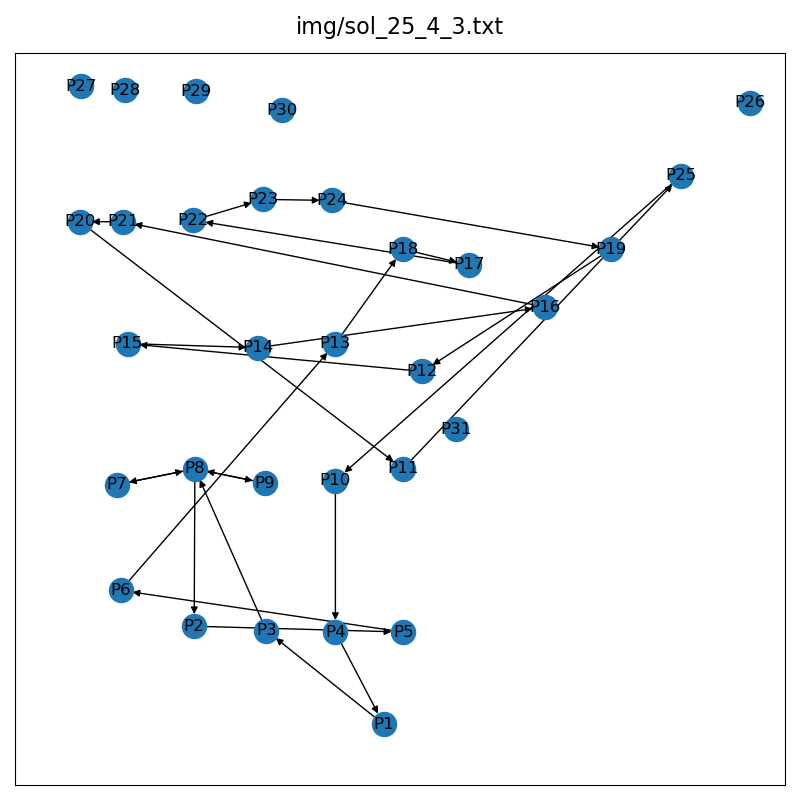 img/sol_25_4_3.txt
P27 P28 P29 P30 P26
P25
P20 P21 P22 P23 P24
P18 P17 P19
P16
P15 P14 P13 P12
P31
P7 P8 P9 P10 P11
P6
P2 P3 P4 P5
P1